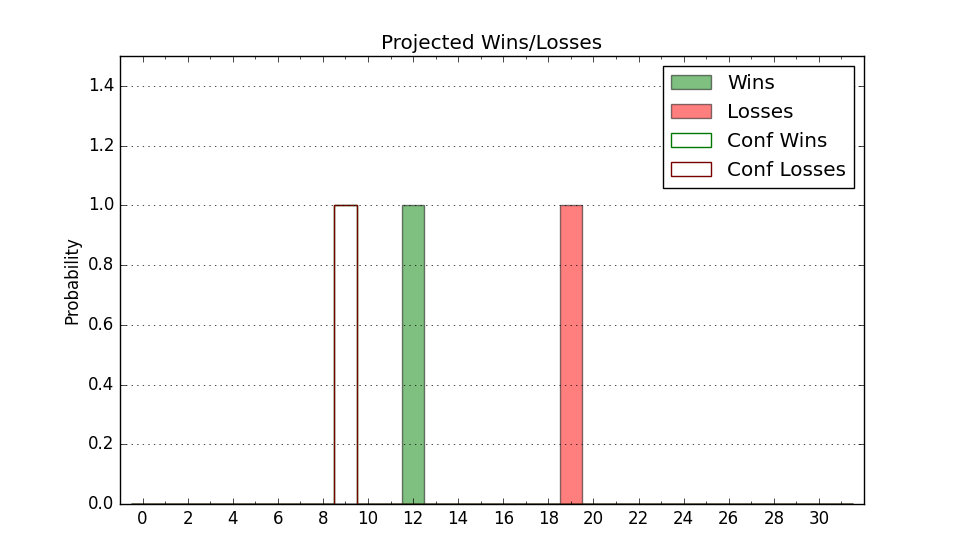 Projected Wins/Losses
1.4
1.2
1.0
0.8
0.6
0.4
0.2
0.0
Probability
Wins
Losses
Conf Wins
Conf Losses
0 2 4 6 8 10 12 14 16 18 20 22 24 26 28 30